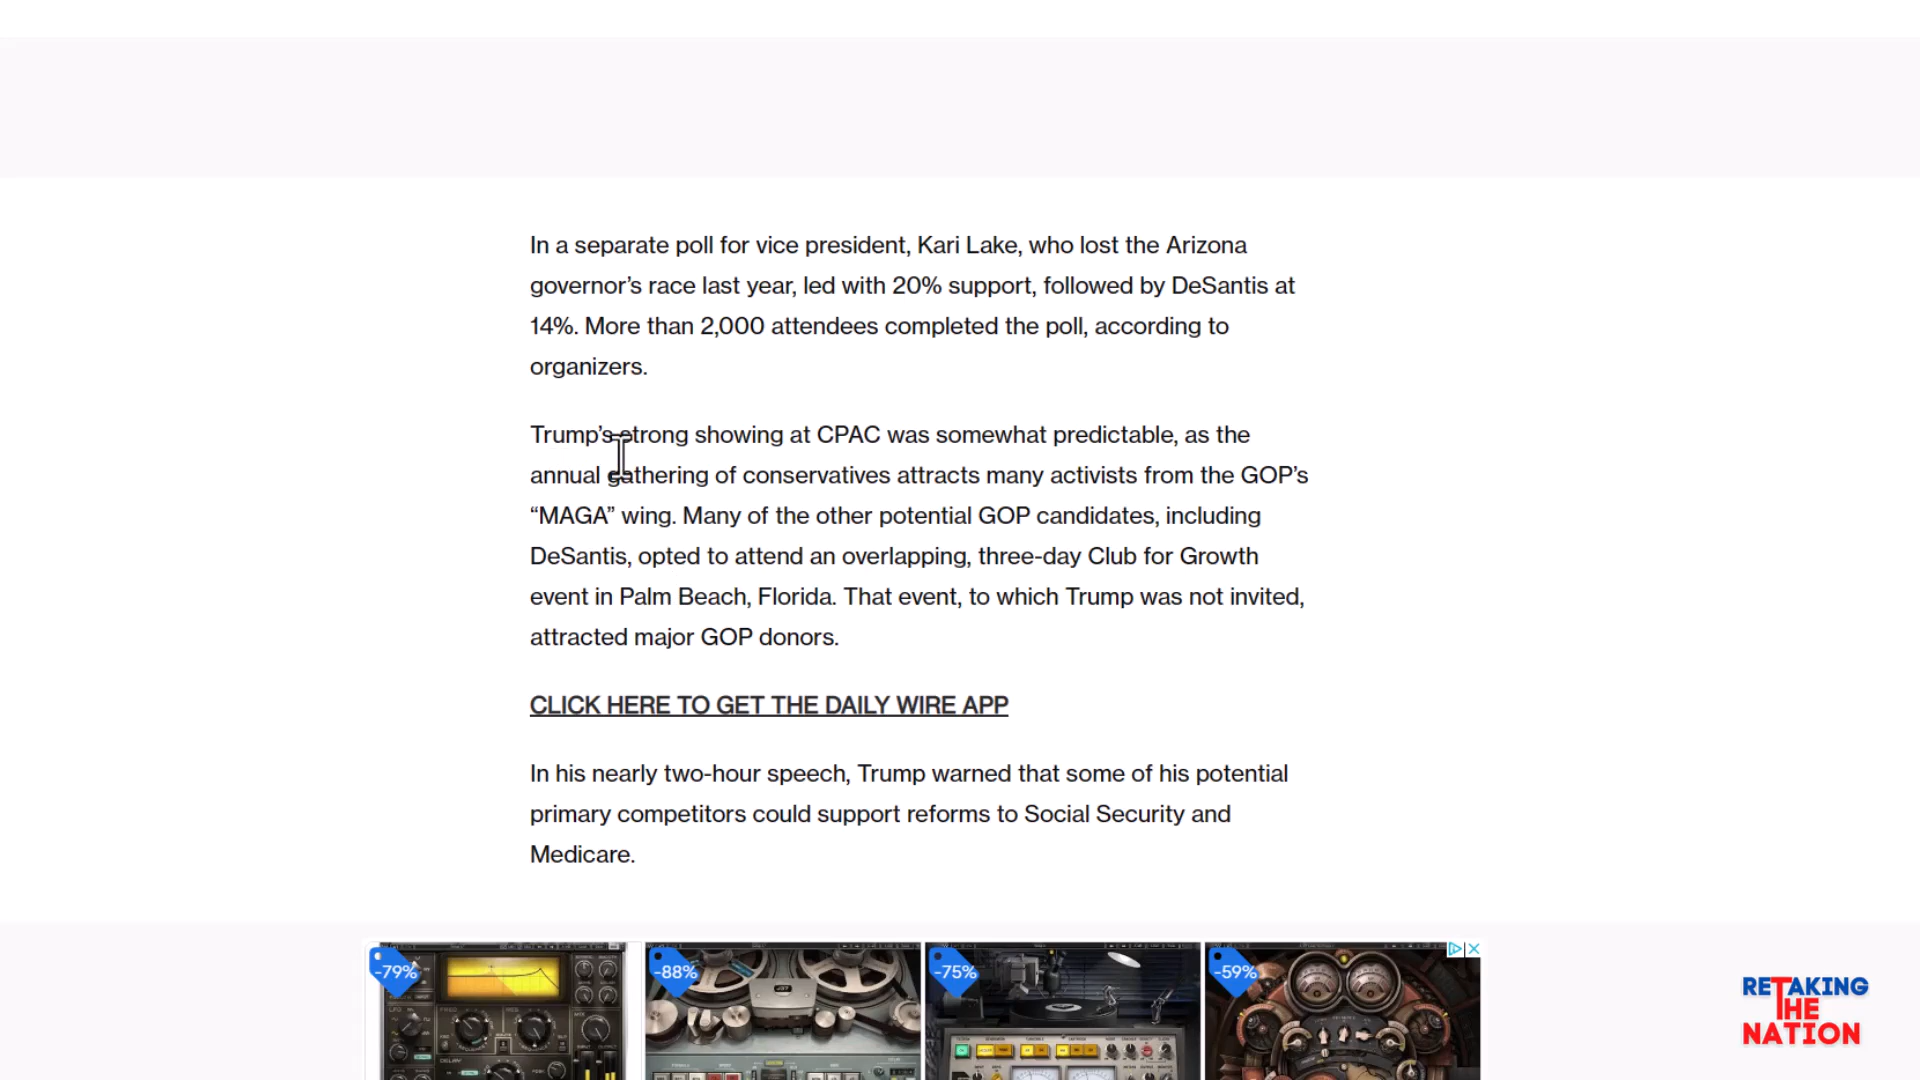 In a separate poll for vice president, Kari Lake, who lost the Arizona
governor’s race last year, led with 20% support, followed by DeSantis at
14%. More than 2,000 attendees completed the poll, according to
organizers.
Trump’s strong showing at CPAC was somewhat predictable, as the
annual gathering of conservatives attracts many activists from the GOP’s
“MAGA” wing. Many of the other potential GOP candidates, including
DeSantis, opted to attend an overlapping, three-day Club for Growth
event in Palm Beach, Florida. That event, to which Trump was not invited,
attracted major GOP donors.
CLICK HERE TO GET THE DAILY WIRE APP
In his nearly two-hour speech, Trump warned that some of his potential
primary competitors could support reforms to Social Security and
Medicare.
-79%
-88%
-75%
-59%
DELAY
RETAKING
THE
NATION